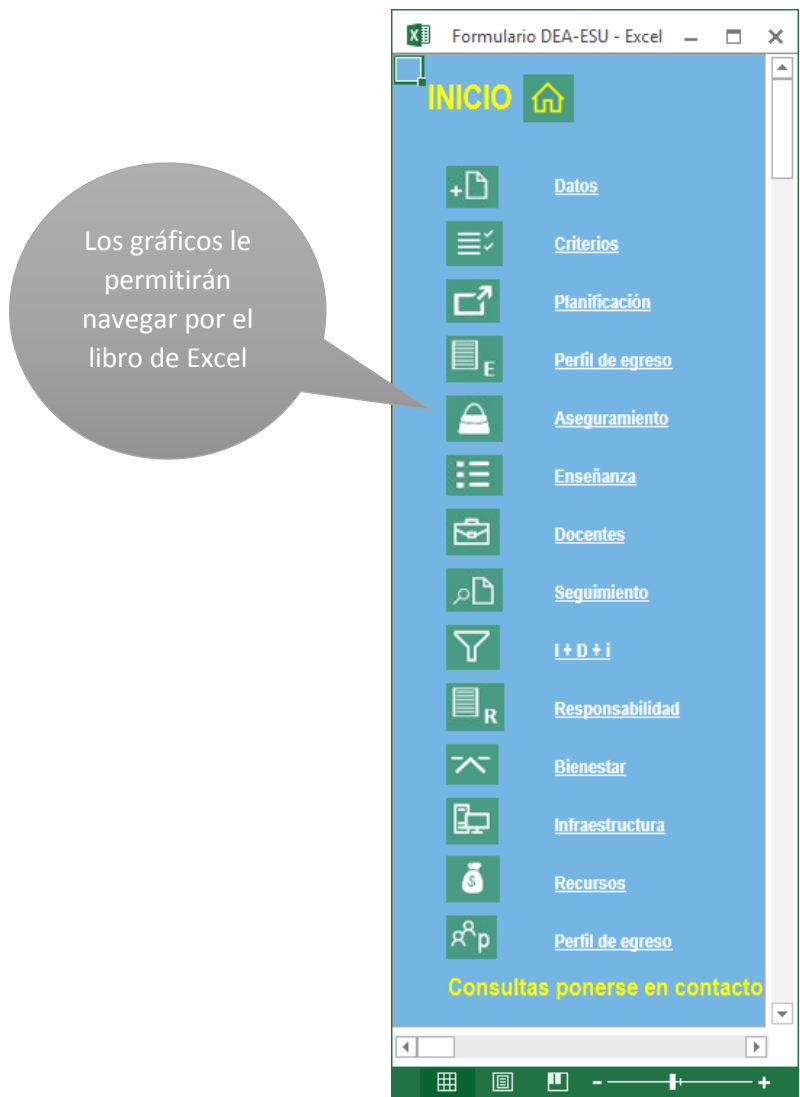 Formulario DEA-ESU - Excel
INICIO
Datos
Criterios
Los gráficos le
permitirán
navegar por el
libro de Excel
Planificación
E
Perfil de egreso
Aseguramiento
Enseñanza
Docentes
Seguimiento
I + D + i
R
Responsabilidad
Bienestar
Infraestructura
$
Recursos
p
Perfil de egreso
Consultas ponerse en contacto